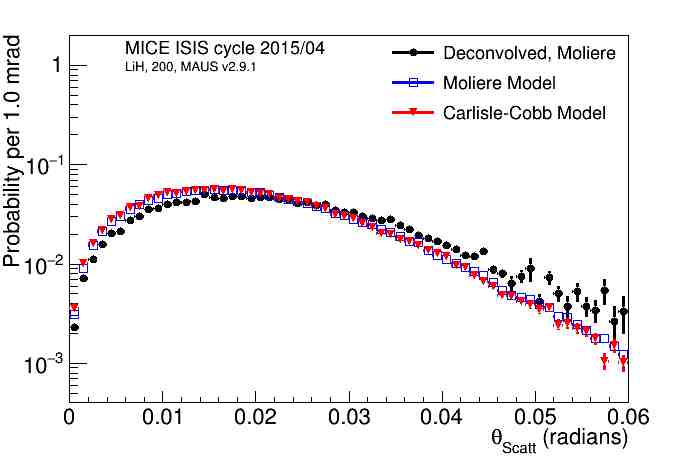 MICE ISIS cycle 2015/04
LiH, 200, MAUS v2.9.1
Deconvolved, Moliere
Moliere Model
Carlisle-Cobb Model
Probability per 1.0 mrad
1
10−1
10−2
10−3
0 0.01 0.02 0.03 0.04 0.05 0.06
θScatt (radians)